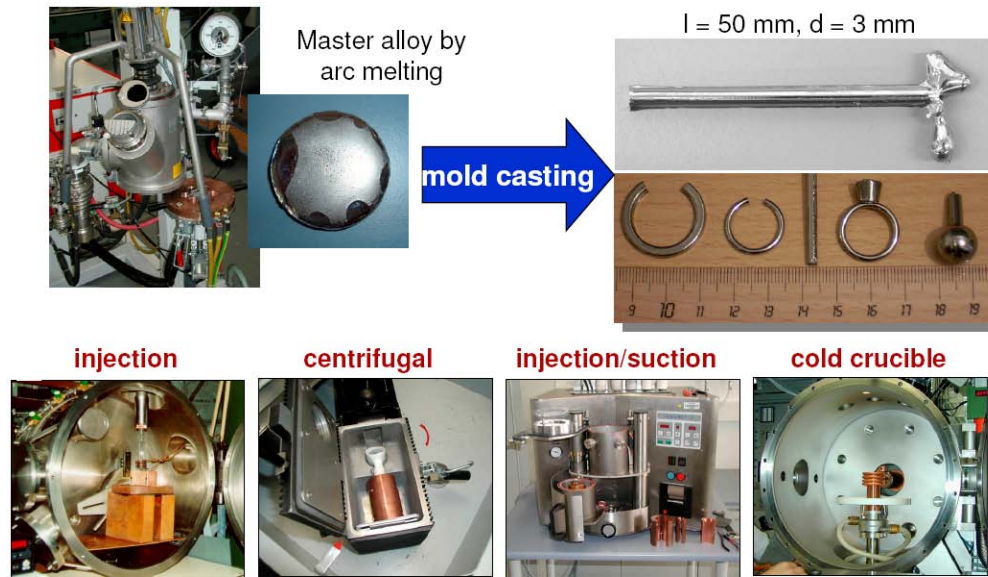 l = 50 mm, d = 3 mm
Master alloy by
arc melting
mold casting
9 10 11 12 13 14 15 16 17 18 19
injection
centrifugal
injection/suction
cold crucible